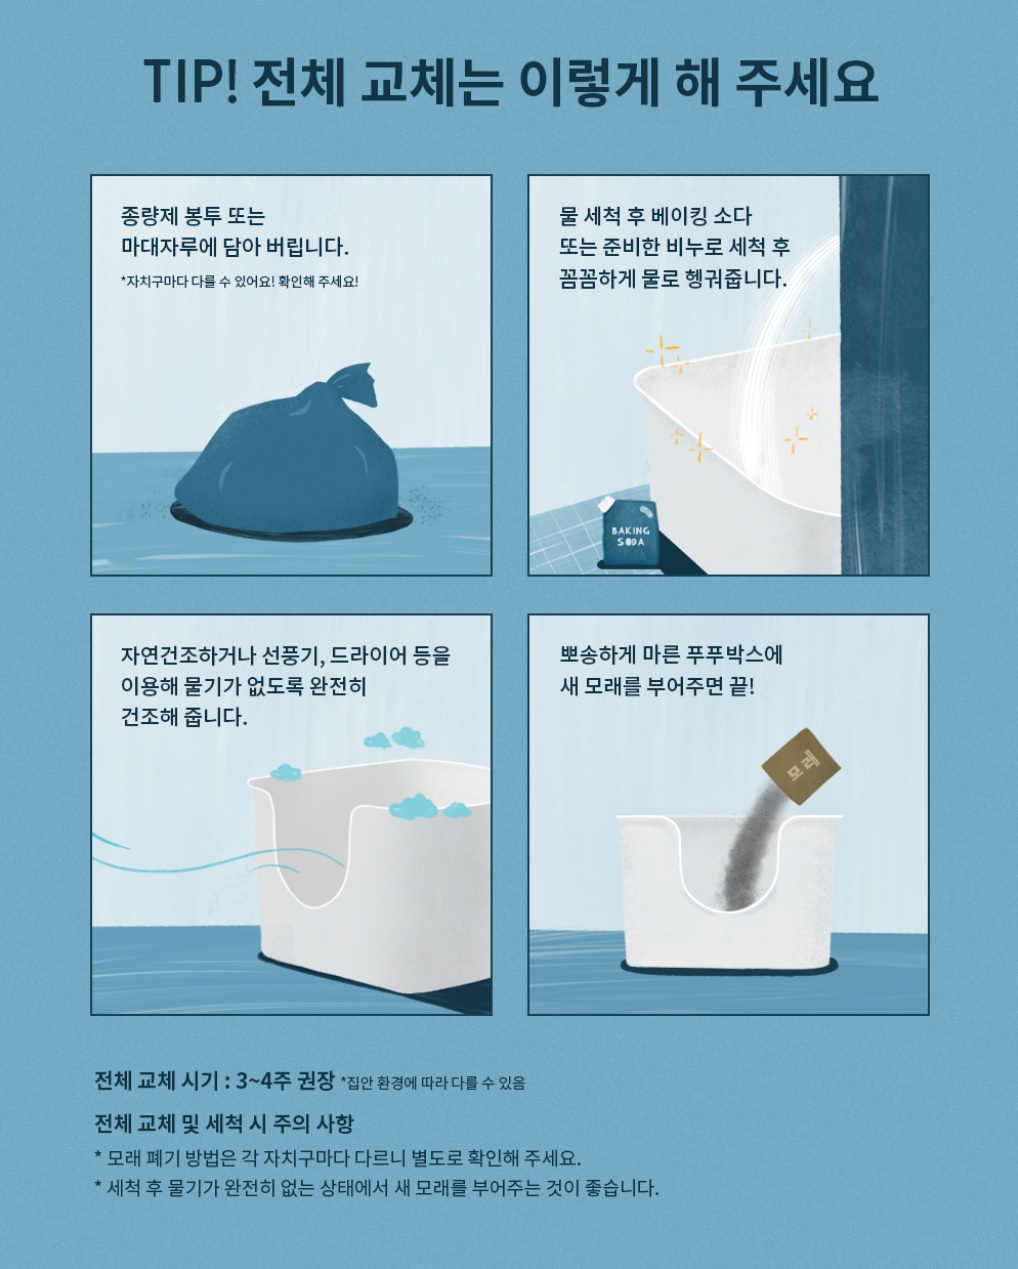 TIP! 전체 교체는 이렇게 해 주세요
종량제 봉투 또는
마대자루에 담아 버립니다.
*자치구마다 다를 수 있어요! 확인해 주세요!
물 세척 후 베이킹 소다
또는 준비한 비누로 세척 후
꼼꼼하게 물로 헹궈줍니다.
BAKING
SODA
자연건조하거나 선풍기, 드라이어 등을
이용해 물기가 없도록 완전히
건조해 줍니다.
뽀송하게 마른 푸푸박스에
새 모래를 부어주면 끝!
모래
전체 교체 시기 : 3~4주 권장 *집안 환경에 따라 다를 수 있음
전체 교체 및 세척 시 주의 사항
* 모래 폐기 방법은 각 자치구마다 다르니 별도로 확인해 주세요.
* 세척 후 물기가 완전히 없는 상태에서 새 모래를 부어주는 것이 좋습니다.